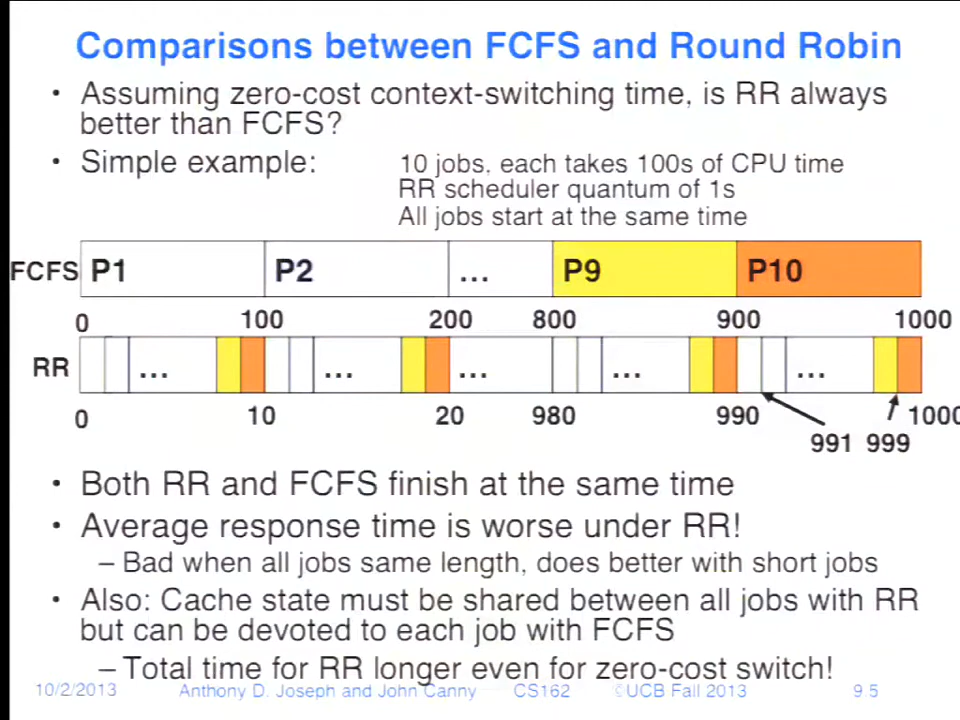 Comparisons between FCFS and Round Robin
• Assuming zero-cost context-switching time, is RR always
better than FCFS?
• Simple example:
10 jobs, each takes 100s of CPU time
RR scheduler quantum of 1s
All jobs start at the same time
FCFS P1 P2 ... P9 P10
0 100 200 800 900 1000
RR ... ... ... ... ...
0 10 20 980 990 1000
991 999
• Both RR and FCFS finish at the same time
• Average response time is worse under RR!
– Bad when all jobs same length, does better with short jobs
• Also: Cache state must be shared between all jobs with RR
but can be devoted to each job with FCFS
– Total time for RR longer even for zero-cost switch!
10/2/2013 Anthony D. Joseph and John Canny CS162 ©UCB Fall 2013 9.5